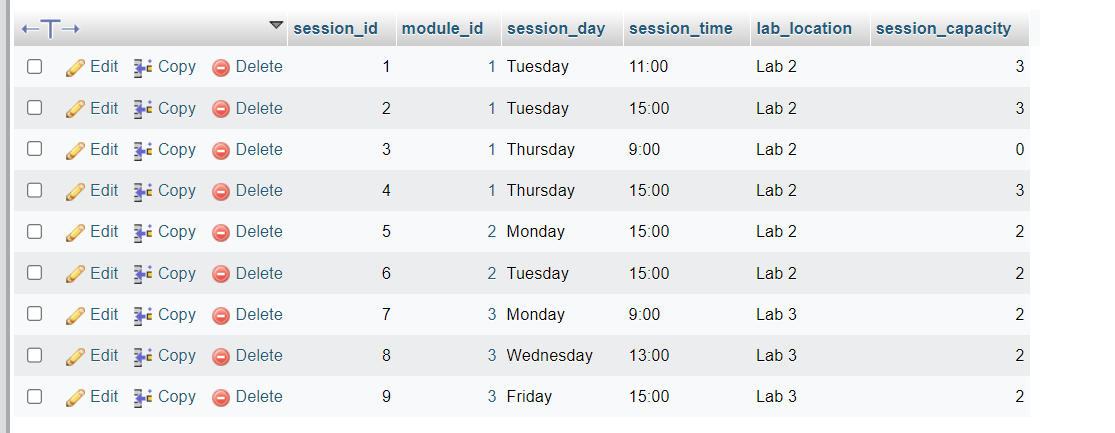 session_id module_id session_day session_time lab_location session_capacity
Edit Copy Delete 1 1 Tuesday 11:00 Lab 2 3
Edit Copy Delete 2 1 Tuesday 15:00 Lab 2 3
Edit Copy Delete 3 1 Thursday 9:00 Lab 2 0
Edit Copy Delete 4 1 Thursday 15:00 Lab 2 3
Edit Copy Delete 5 2 Monday 15:00 Lab 2 2
Edit Copy Delete 6 2 Tuesday 15:00 Lab 2 2
Edit Copy Delete 7 3 Monday 9:00 Lab 3 2
Edit Copy Delete 8 3 Wednesday 13:00 Lab 3 2
Edit Copy Delete 9 3 Friday 15:00 Lab 3 2